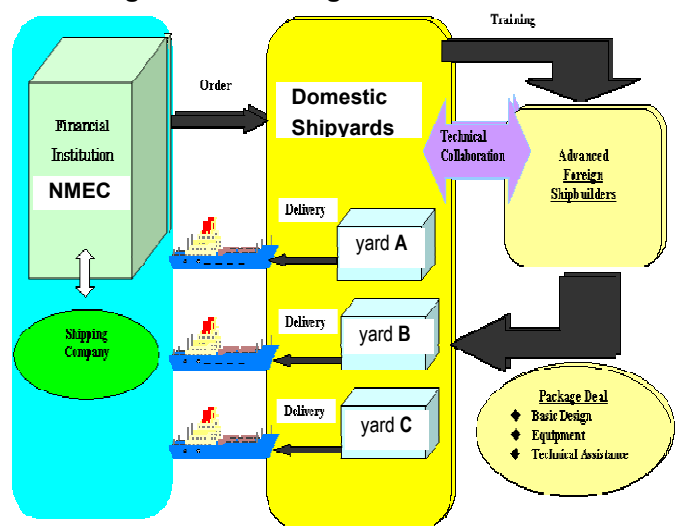 Training
Order
Financial
Institution
NMEC
Domestic
Shipyards
Technical
Collaboration
Advanced
Foreign
Shipbuilders
Delivery
yard A
Delivery
yard B
Shipping
Company
Delivery
yard C
Package Deal
♦ Basic Design
♦ Equipment
♦ Technical Assistance